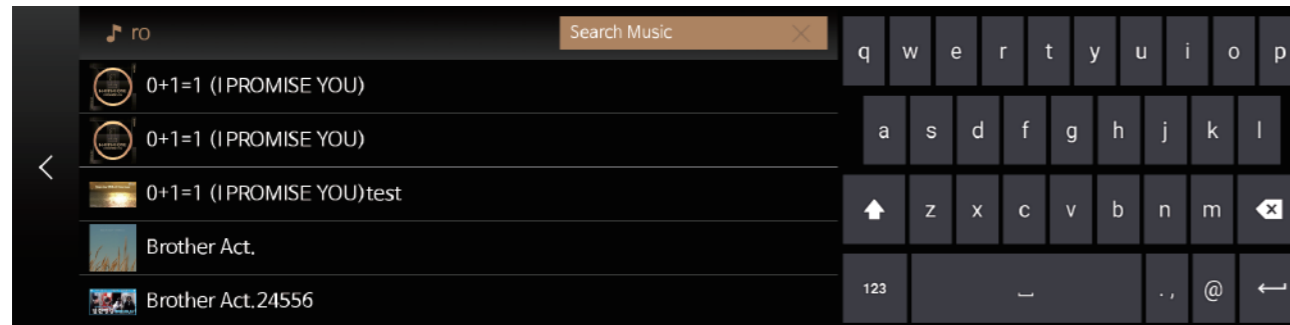 ro
Search Music
0+1=1 (I PROMISE YOU)
0+1=1 (I PROMISE YOU)
0+1=1 (I PROMISE YOU)test
Brother Act.
Brother Act.24556
q w e r t y u i o p
a s d f g h j k l
z x c v b n m
123 . , @